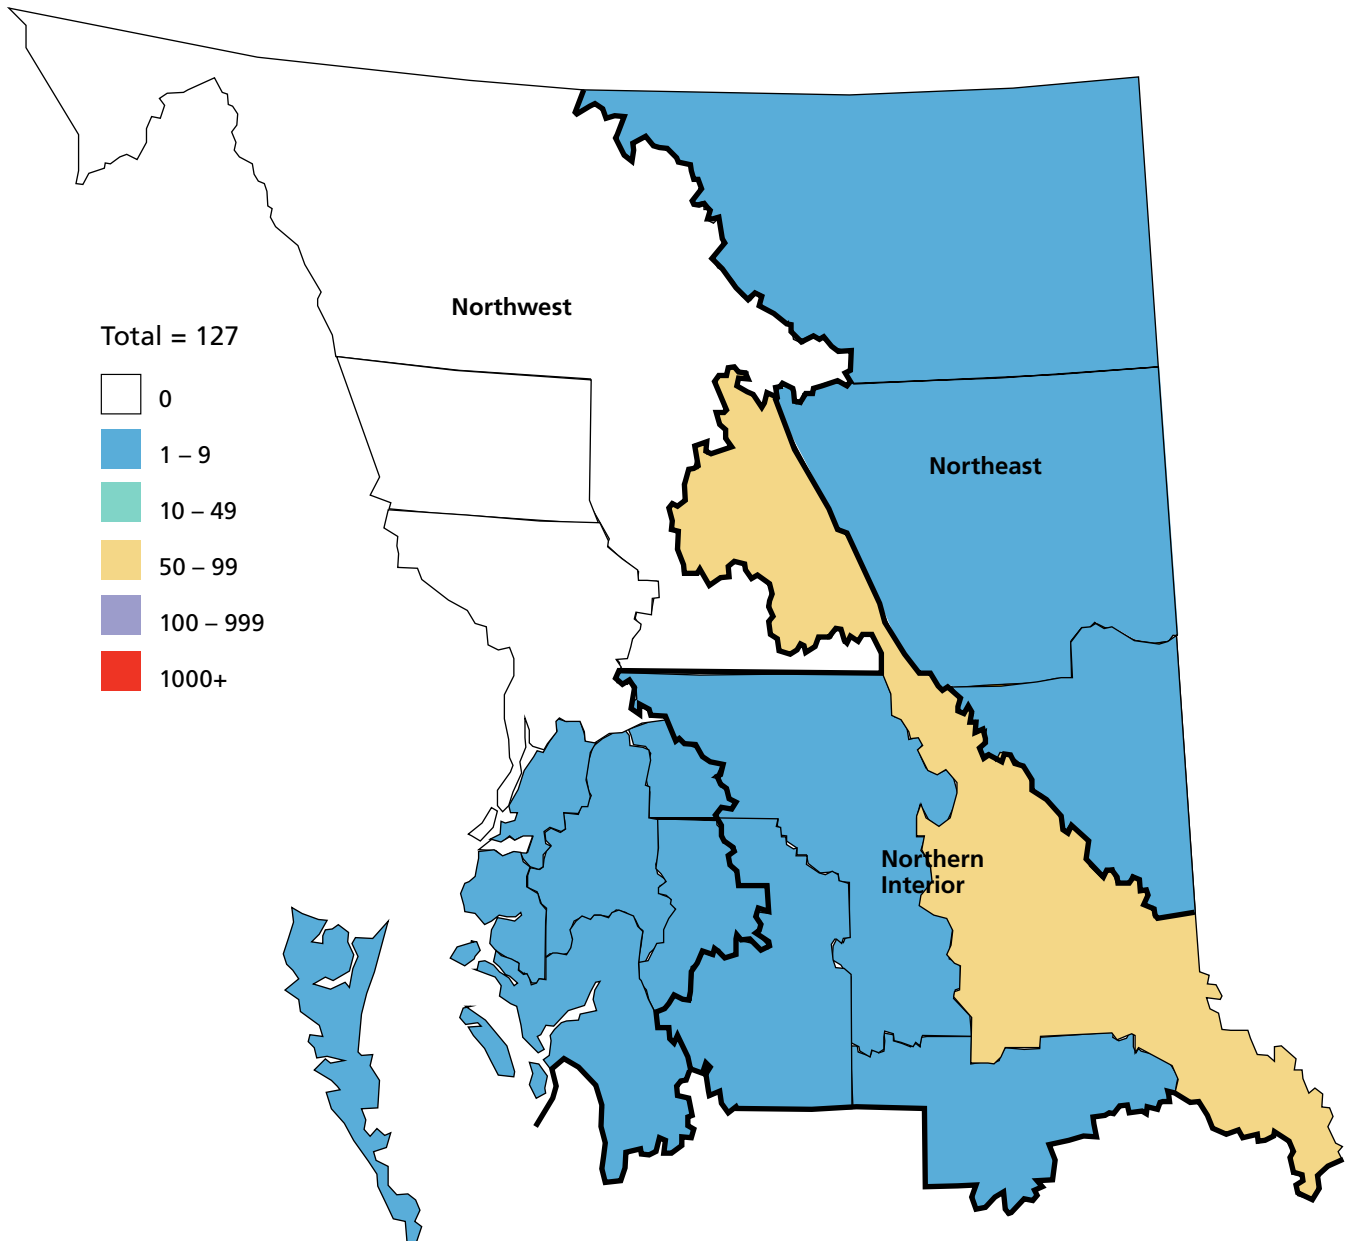 Northwest
Total = 127
0
1 – 9
10 – 49
50 – 99
100 – 999
1000+
Northeast
Northern
Interior